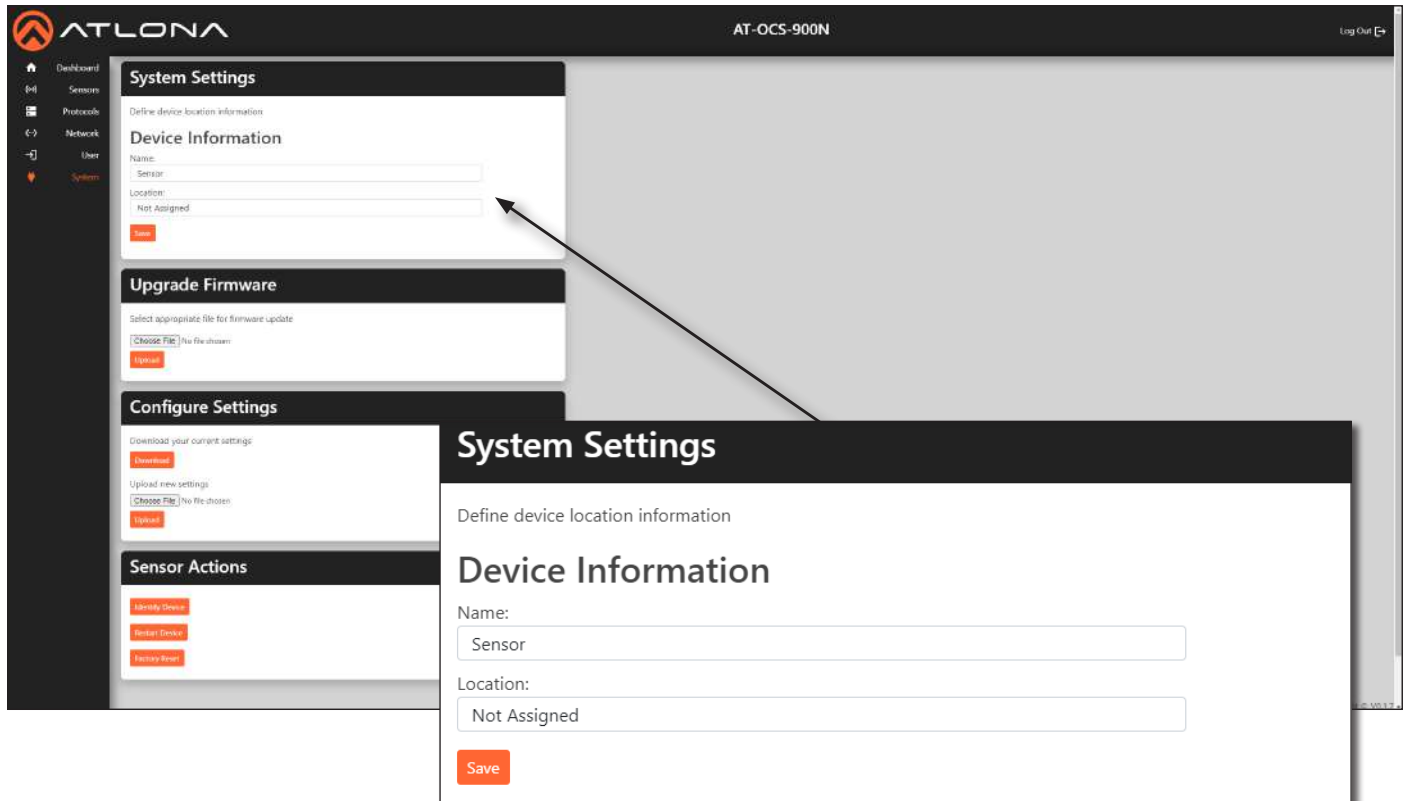 ATLONA
AT-OCS-900N
Log Out
Dashboard
Sensors
Protocols
Network
User
System
System Settings
Define device location information
Device Information
Name:
Sensor
Location:
Not Assigned
Save
Upgrade Firmware
Select appropriate file for firmware update
Choose File No file chosen
Upload
Configure Settings
Download your current settings
Download
Upload new settings
Choose File No file chosen
Upload
Sensor Actions
Identify Device
Restart Device
Factory Reset
System Settings
Define device location information
Device Information
Name:
Sensor
Location:
Not Assigned
Save